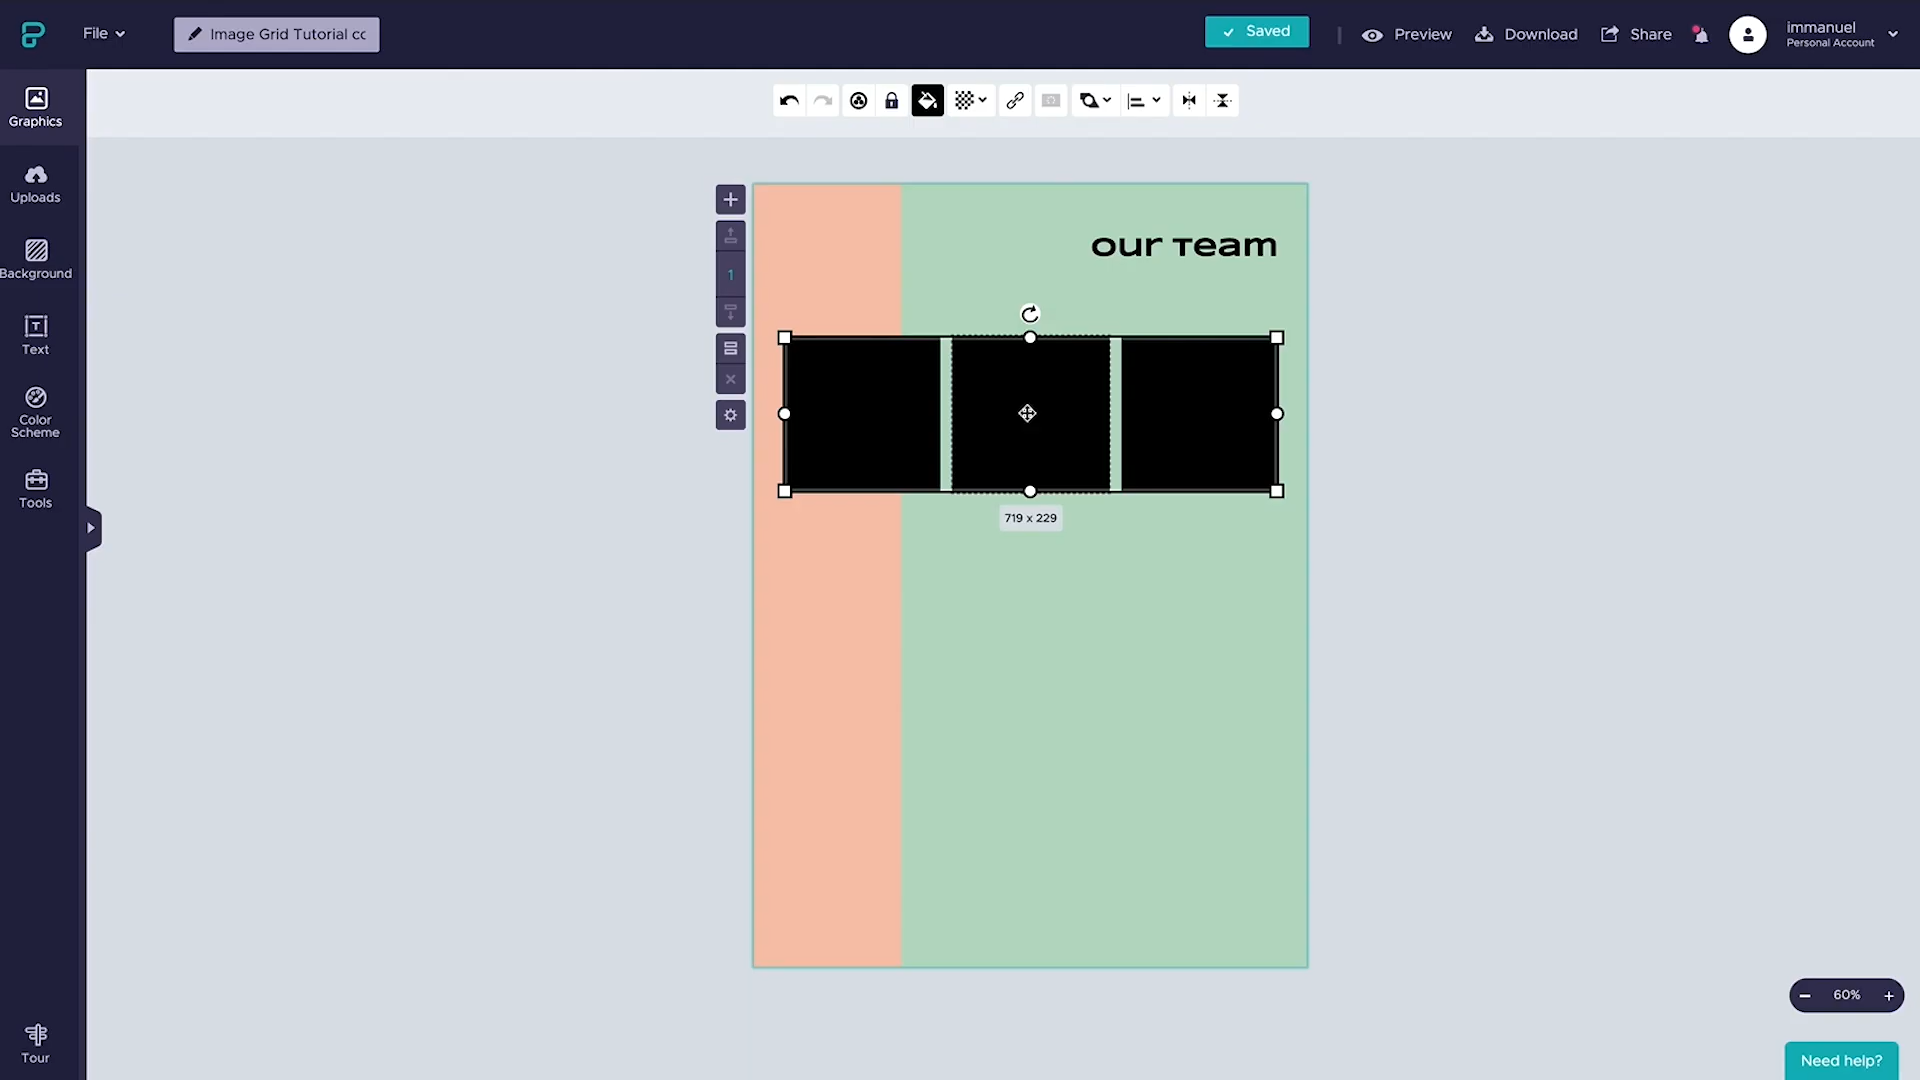 File
Image Grid Tutorial cc
Saved
Preview
Download
Share
immanuel
Personal Account
Graphics
Uploads
Background
Text
Color
Scheme
Tools
Tour
1
our Team
719 x 229
60%
Need help?